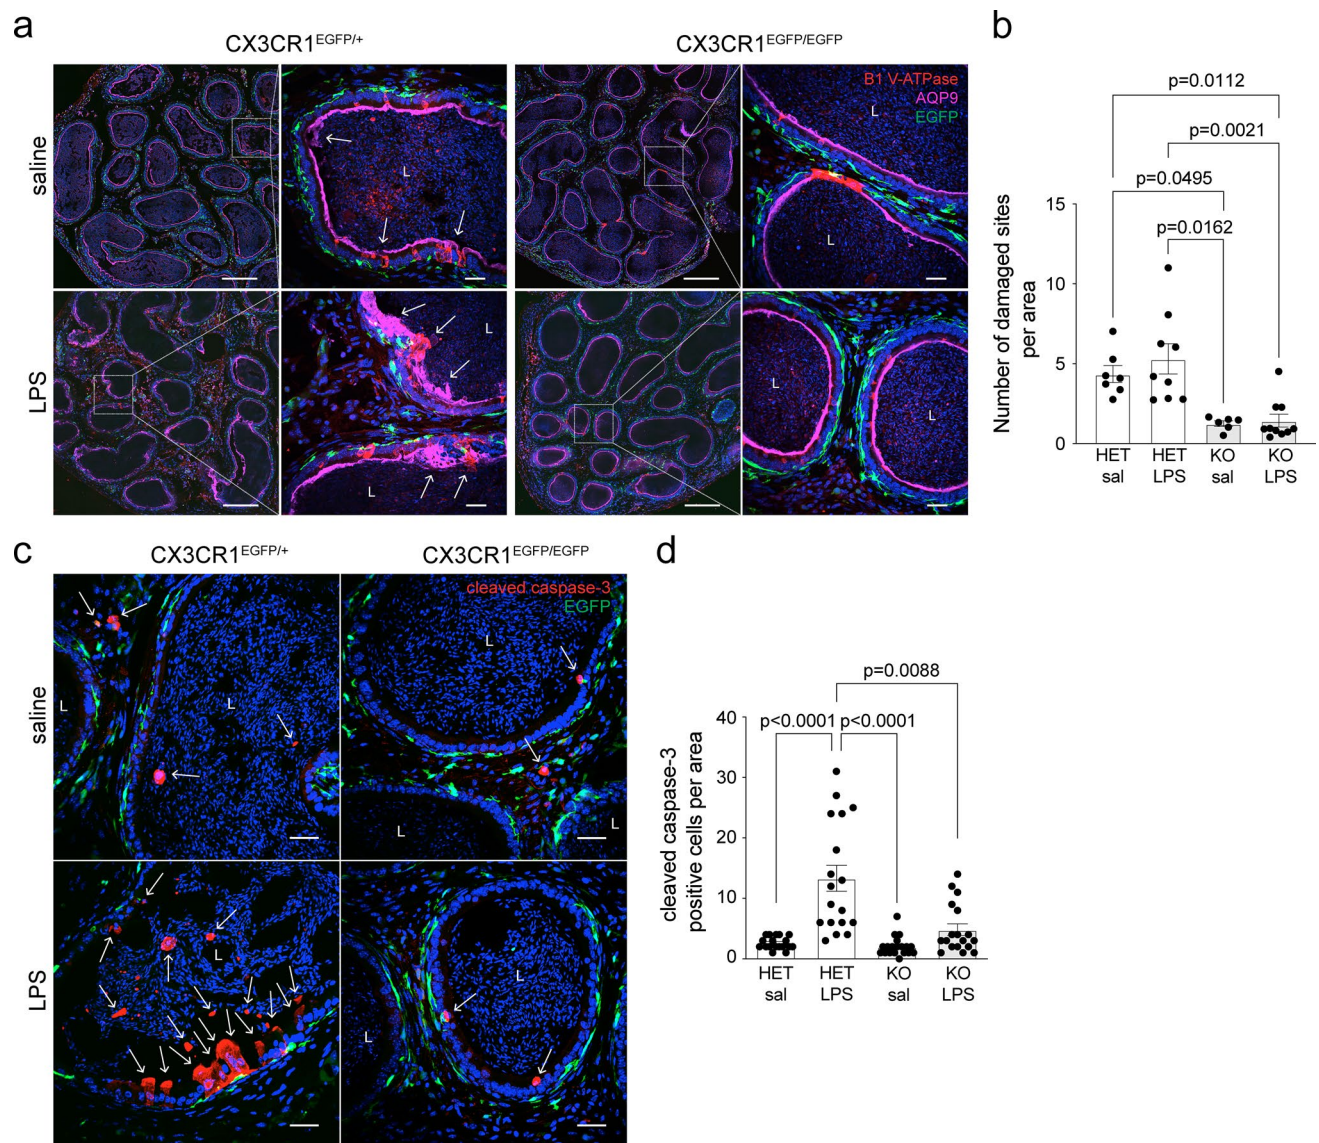 a
CX3CR1EGFP/+
CX3CR1EGFP/EGFP
saline
LPS
L
B1 V-ATPase
AQP9
EGFP
L
L
L
L
L
L
b
p=0.0112
p=0.0021
p=0.0495
p=0.0162
Number of damaged sites
per area
15
10
5
0
HET HET KO KO
sal LPS sal LPS
c
CX3CR1EGFP/+
CX3CR1EGFP/EGFP
saline
LPS
cleaved caspase-3
EGFP
L
L
L
L
L
L
L
L
d
p=0.0088
p<0.0001 p<0.0001
cleaved caspase-3
positive cells per area
40
30
20
10
0
HET HET KO KO
sal LPS sal LPS